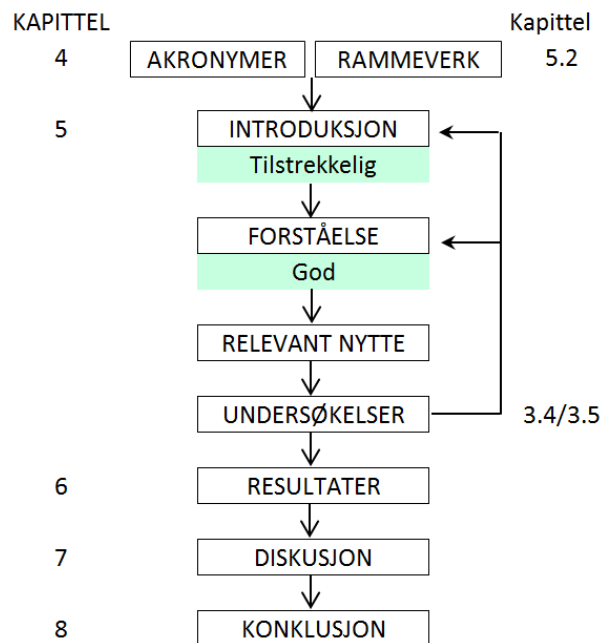 KAPITTEL Kapittel
4 AKRONYMER RAMMEVERK 5.2
5 INTRODUKSJON
Tilstrekkelig
FORSTÅELSE
God
RELEVANT NYTTE
UNDERSØKELSER 3.4/3.5
6 RESULTATER
7 DISKUSJON
8 KONKLUSJON